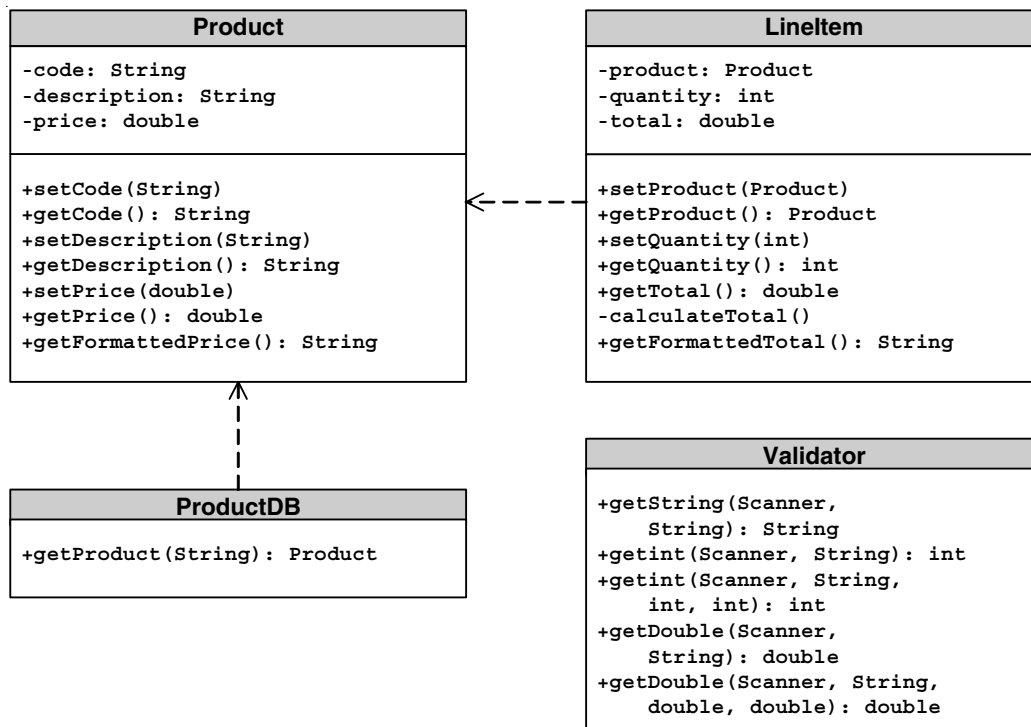 Product
-code: String
-description: String
-price: double
+setCode(String)
+getCode(): String
+setDescription(String)
+getDescription(): String
+setPrice(double)
+getPrice(): double
+getFormattedPrice(): String
LineItem
-product: Product
-quantity: int
-total: double
+setProduct(Product)
+getProduct(): Product
+setQuantity(int)
+getQuantity(): int
+getTotal(): double
-calculateTotal()
+getFormattedTotal(): String
ProductDB
+getProduct(String): Product
Validator
+getString(Scanner,
String): String
+getint(Scanner, String): int
+getint(Scanner, String,
int, int): int
+getDouble(Scanner,
String): double
+getDouble(Scanner, String,
double, double): double